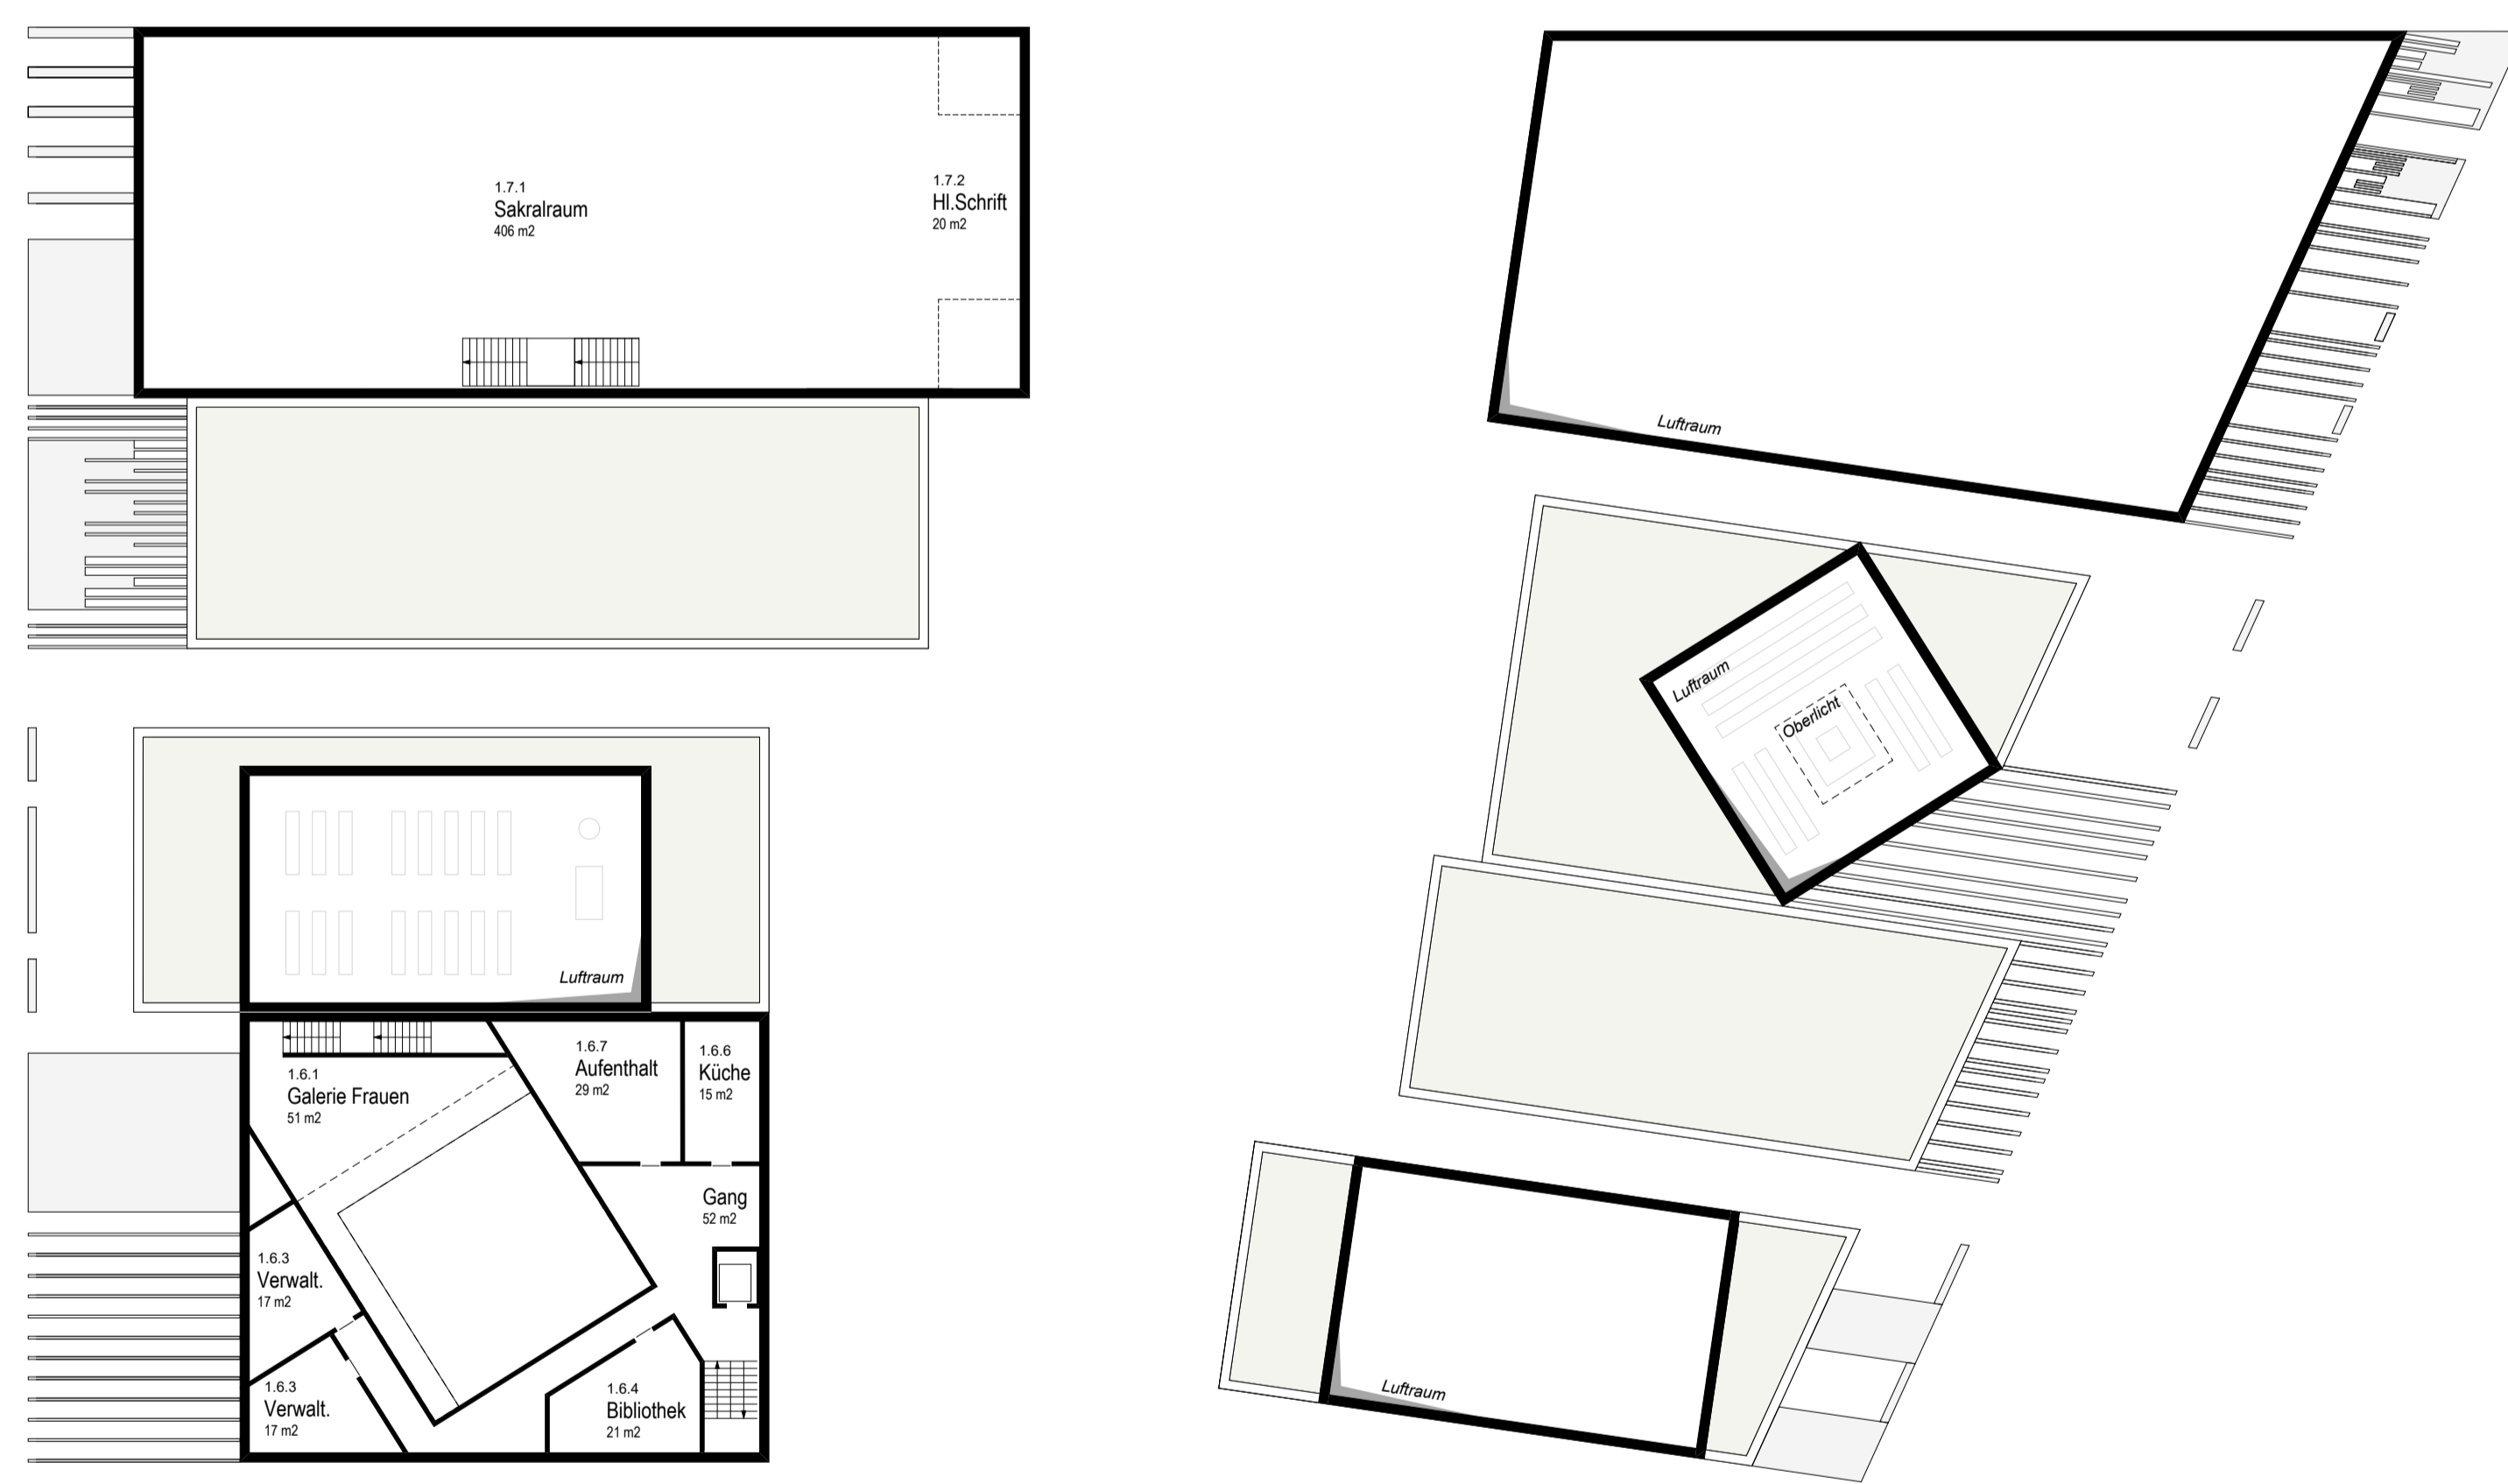 1.7.1
Sakralraum
406 m2
1.7.2
Hl.Schrift
20 m2
Luftraum
Luftraum
Oberlicht
Luftraum
1.6.1
Galerie Frauen
51 m2
1.6.7
Aufenthalt
29 m2
1.6.6
Küche
15 m2
Gang
52 m2
1.6.3
Verwalt.
17 m2
1.6.3
Verwalt.
17 m2
1.6.4
Bibliothek
21 m2
Luftraum